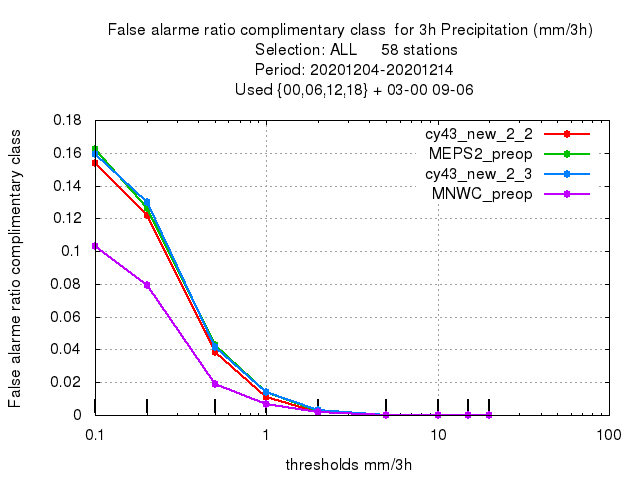 False alarme ratio complimentary class  for 3h Precipitation (mm/3h)
Selection: ALL     58 stations
Period: 20201204-20201214
Used {00,06,12,18} + 03-00 09-06
False alarme ratio complimentary class
0.18
0.16
0.14
0.12
0.1
0.08
0.06
0.04
0.02
0
cy43_new_2_2
MEPS2_preop
cy43_new_2_3
MNWC_preop
0.1 1 10 100
thresholds mm/3h